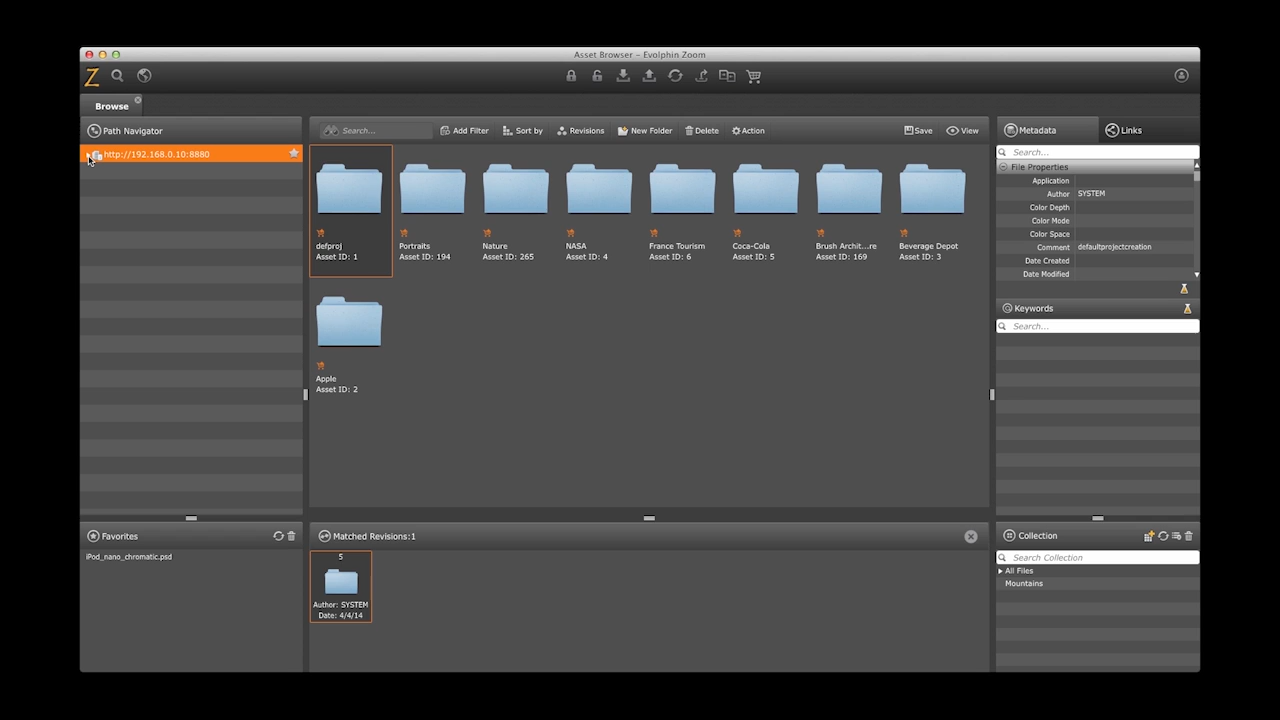 Asset Browser – Evolphin Zoom
Z
Browse
Path Navigator
http://192.168.0.10:8880
Search...
Add Filter
Sort by
Revisions
New Folder
Delete
Action
Save
View
defproj
Asset ID: 1
Portraits
Asset ID: 194
Nature
Asset ID: 265
NASA
Asset ID: 4
France Tourism
Asset ID: 6
Coca-Cola
Asset ID: 5
Brush Archit...re
Asset ID: 169
Beverage Depot
Asset ID: 3
Apple
Asset ID: 2
Metadata
Links
Search...
File Properties
Application
Author SYSTEM
Color Depth
Color Mode
Color Space
Comment defaultprojectcreation
Date Created
Date Modified
Keywords
Search...
Favorites
iPod_nano_chromatic.psd
Matched Revisions:1
5
Author: SYSTEM
Date: 4/4/14
Collection
Search Collection
All Files
Mountains